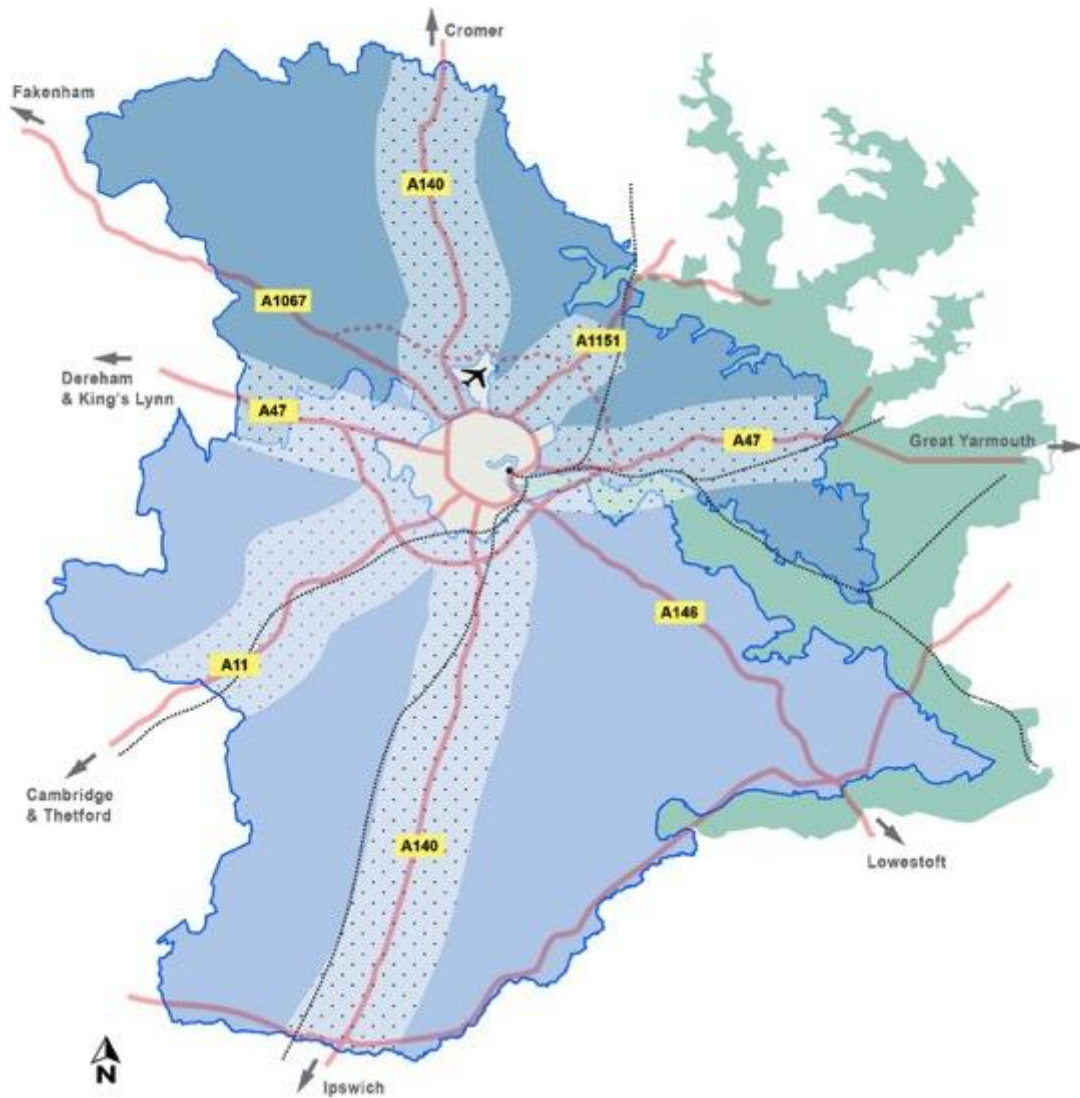 Cromer
Fakenham
A140
A1067
A1151
Dereham
& King's Lynn
A47
A47
Great Yarmouth
A146
A11
Cambridge
& Thetford
A140
Lowestoft
N
Ipswich